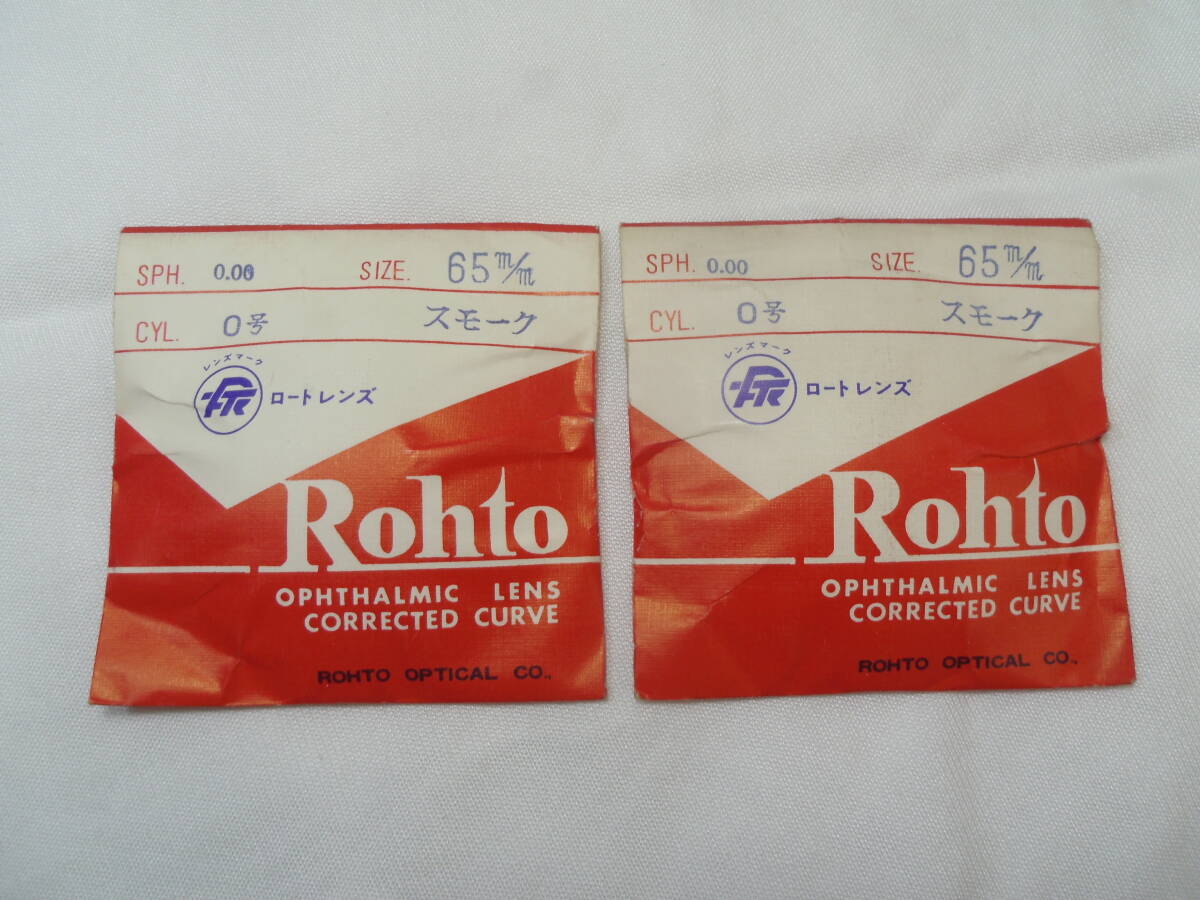 SPH. 0.00 SIZE. 65 m/m
CYL. 0号 スモーク
レンズマーク
ロートレンズ
Rohto
OPHTHALMIC LENS
CORRECTED CURVE
ROHTO OPTICAL CO.,
SPH. 0.00 SIZE. 65 m/m
CYL. 0号 スモーク
レンズマーク
ロートレンズ
Rohto
OPHTHALMIC LENS
CORRECTED CURVE
ROHTO OPTICAL CO.,